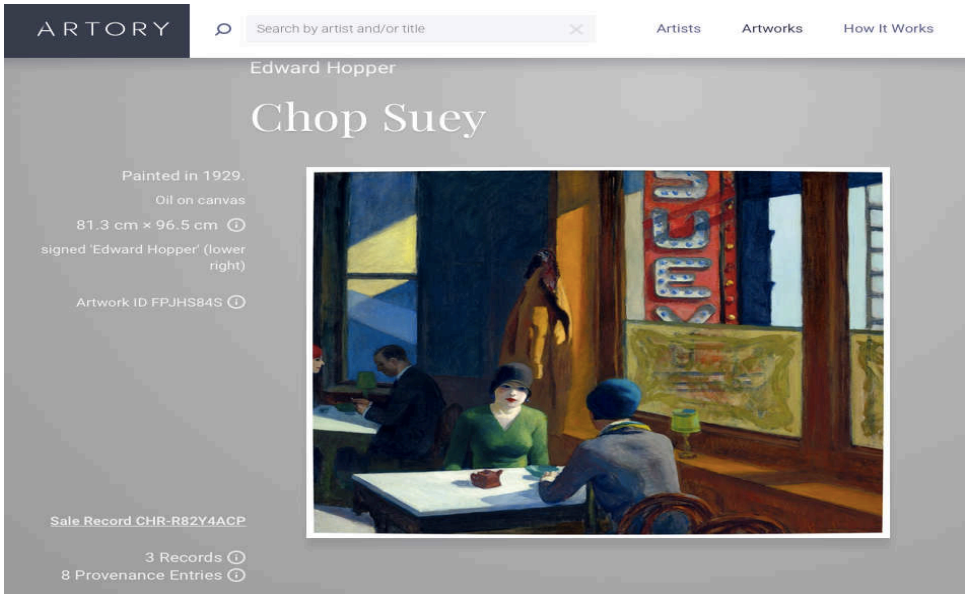 ARTORY
Search by artist and/or title
Artists
Artworks
How It Works
Edward Hopper
Chop Suey
Painted in 1929.
Oil on canvas
81.3 cm × 96.5 cm
signed 'Edward Hopper' (lower
right)
Artwork ID FPJHS84S
SUEY
Sale Record CHR-R82Y4ACP
3 Records
8 Provenance Entries